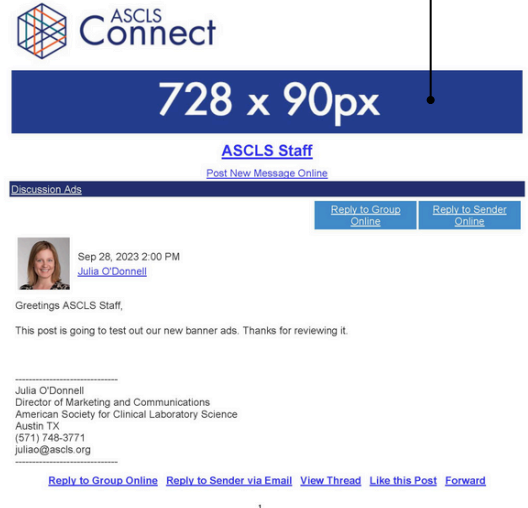 ASCLS
Connect
728 x 90px
ASCLS Staff
Post New Message Online
Discussion Ads
Reply to Group
Online
Reply to Sender
Online
Sep 28, 2023 2:00 PM
Julia O'Donnell
Greetings ASCLS Staff,
This post is going to test out our new banner ads. Thanks for reviewing it.
------------------------------
Julia O'Donnell
Director of Marketing and Communications
American Society for Clinical Laboratory Science
Austin TX
(571) 748-3771
juliao@ascls.org
------------------------------
Reply to Group Online Reply to Sender via Email View Thread Like this Post Forward